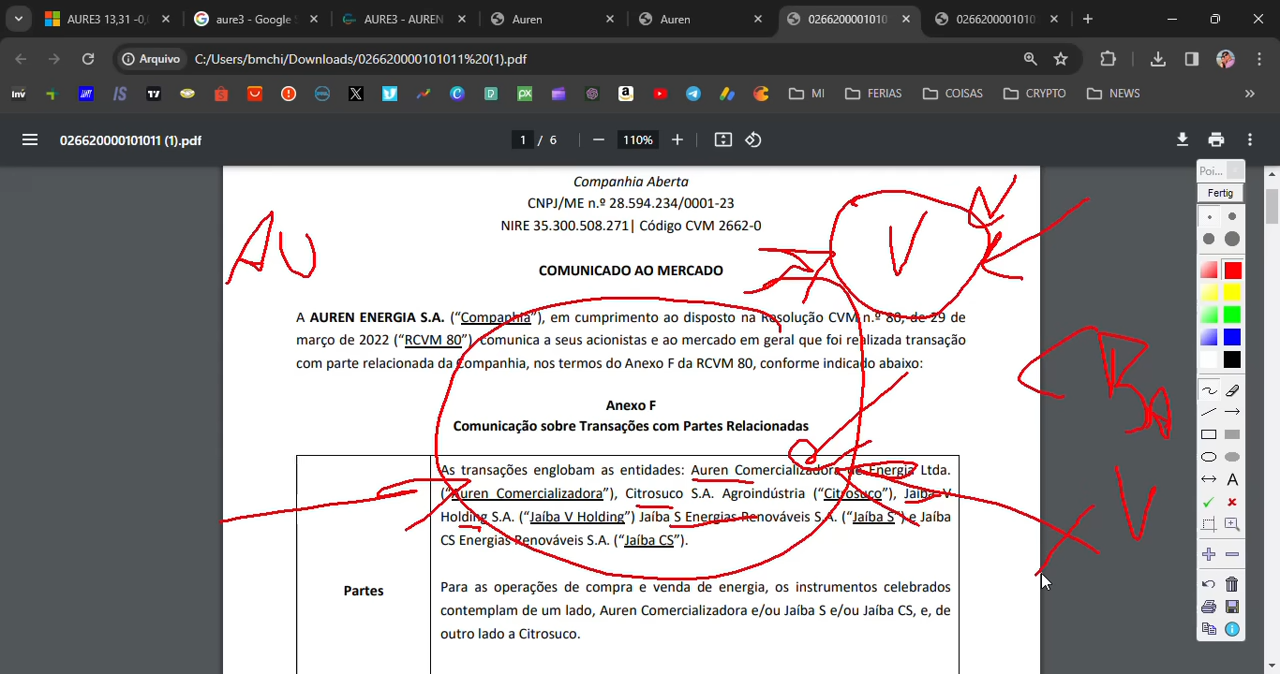 AURE3 13,31 -0,
aure3 - Google
AURE3 - AUREN
Auren
Auren
0266200001010
0266200001010
Arquivo
C:/Users/bmchi/Downloads/026620000101011%20(1).pdf
inv
MI
FERIAS
COISAS
CRYPTO
NEWS
026620000101011 (1).pdf
1 / 6
110%
Poi...
Fertig
Companhia Aberta
CNPJ/ME n.º 28.594.234/0001-23
NIRE 35.300.508.271| Código CVM 2662-0
AU
V
COMUNICADO AO MERCADO
A AUREN ENERGIA S.A. (“Companhia”), em cumprimento ao disposto na Resolução CVM n.º 80, de 29 de
março de 2022 (“RCVM 80”), comunica a seus acionistas e ao mercado em geral que foi realizada transação
com parte relacionada da Companhia, nos termos do Anexo F da RCVM 80, conforme indicado abaixo:
Anexo F
Comunicação sobre Transações com Partes Relacionadas
BA
V
Partes
As transações englobam as entidades: Auren Comercializadora de Energia Ltda.
(“Auren Comercializadora”), Citrosuco S.A. Agroindústria (“Citrosuco”), Jaíba V
Holding S.A. (“Jaíba V Holding”) Jaíba S Energias Renováveis S.A. (“Jaíba S”) e Jaíba
CS Energias Renováveis S.A. (“Jaíba CS”).
Para as operações de compra e venda de energia, os instrumentos celebrados
contemplam de um lado, Auren Comercializadora e/ou Jaíba S e/ou Jaíba CS, e, de
outro lado a Citrosuco.